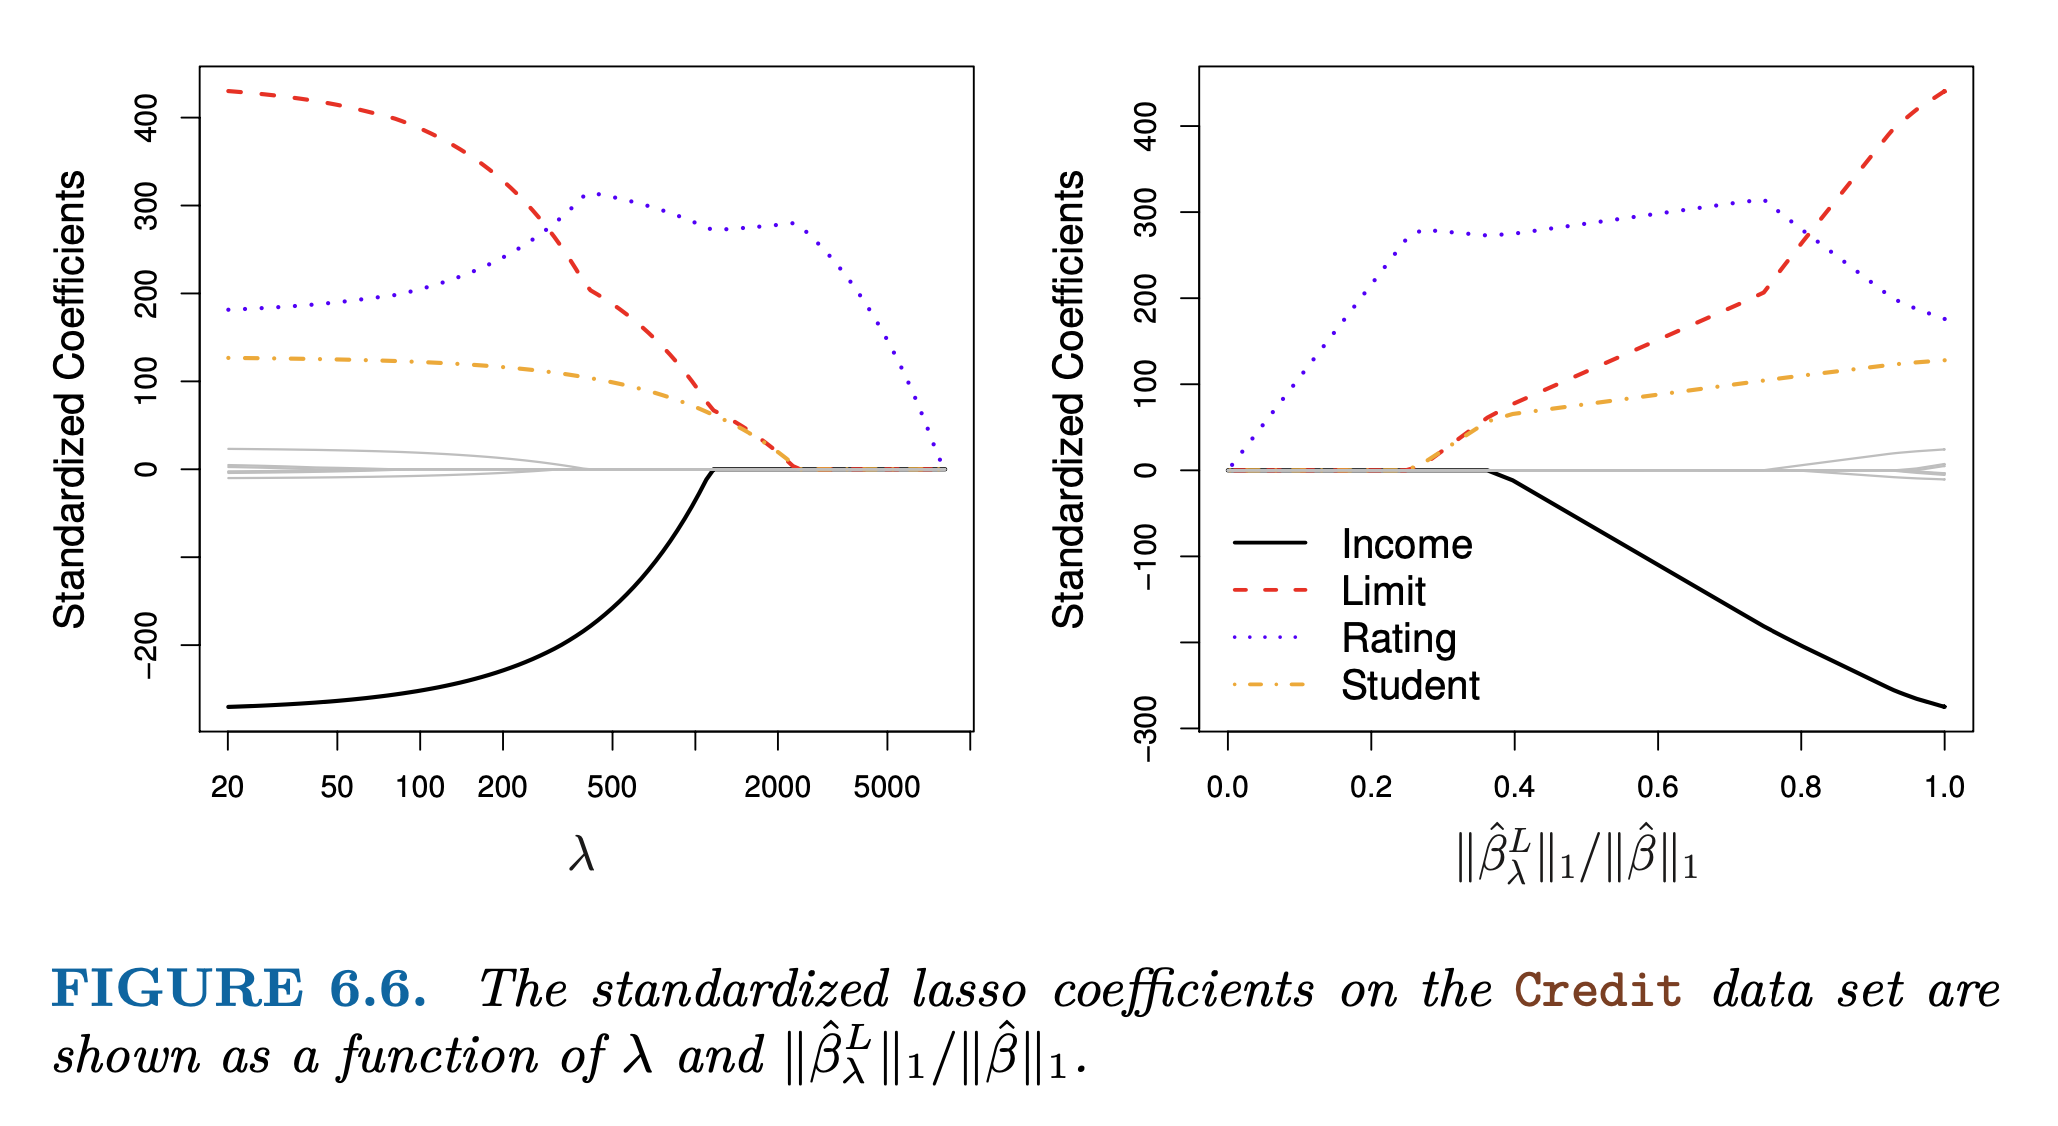 Standardized Coefficients
400
300
200
100
0
−200
20 50 100 200 500 2000 5000
λ
Standardized Coefficients
400
300
200
100
0
−100
−300
Income
Limit
Rating
Student
0.0 0.2 0.4 0.6 0.8 1.0
‖β̂λᴸ‖₁/‖β̂‖₁
FIGURE 6.6. The standardized lasso coefficients on the Credit data set are
shown as a function of λ and ‖β̂λᴸ‖₁/‖β̂‖₁.